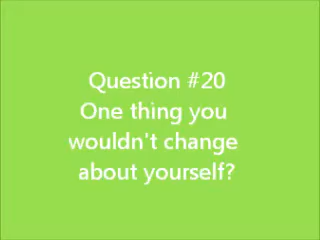 Question #20
One thing you
wouldn't change
about yourself?